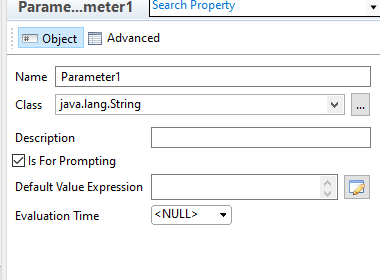 Parame...meter1 Search Property
Object Advanced
Name Parameter1
Class java.lang.String ...
Description
Is For Prompting
Default Value Expression
Evaluation Time <NULL>